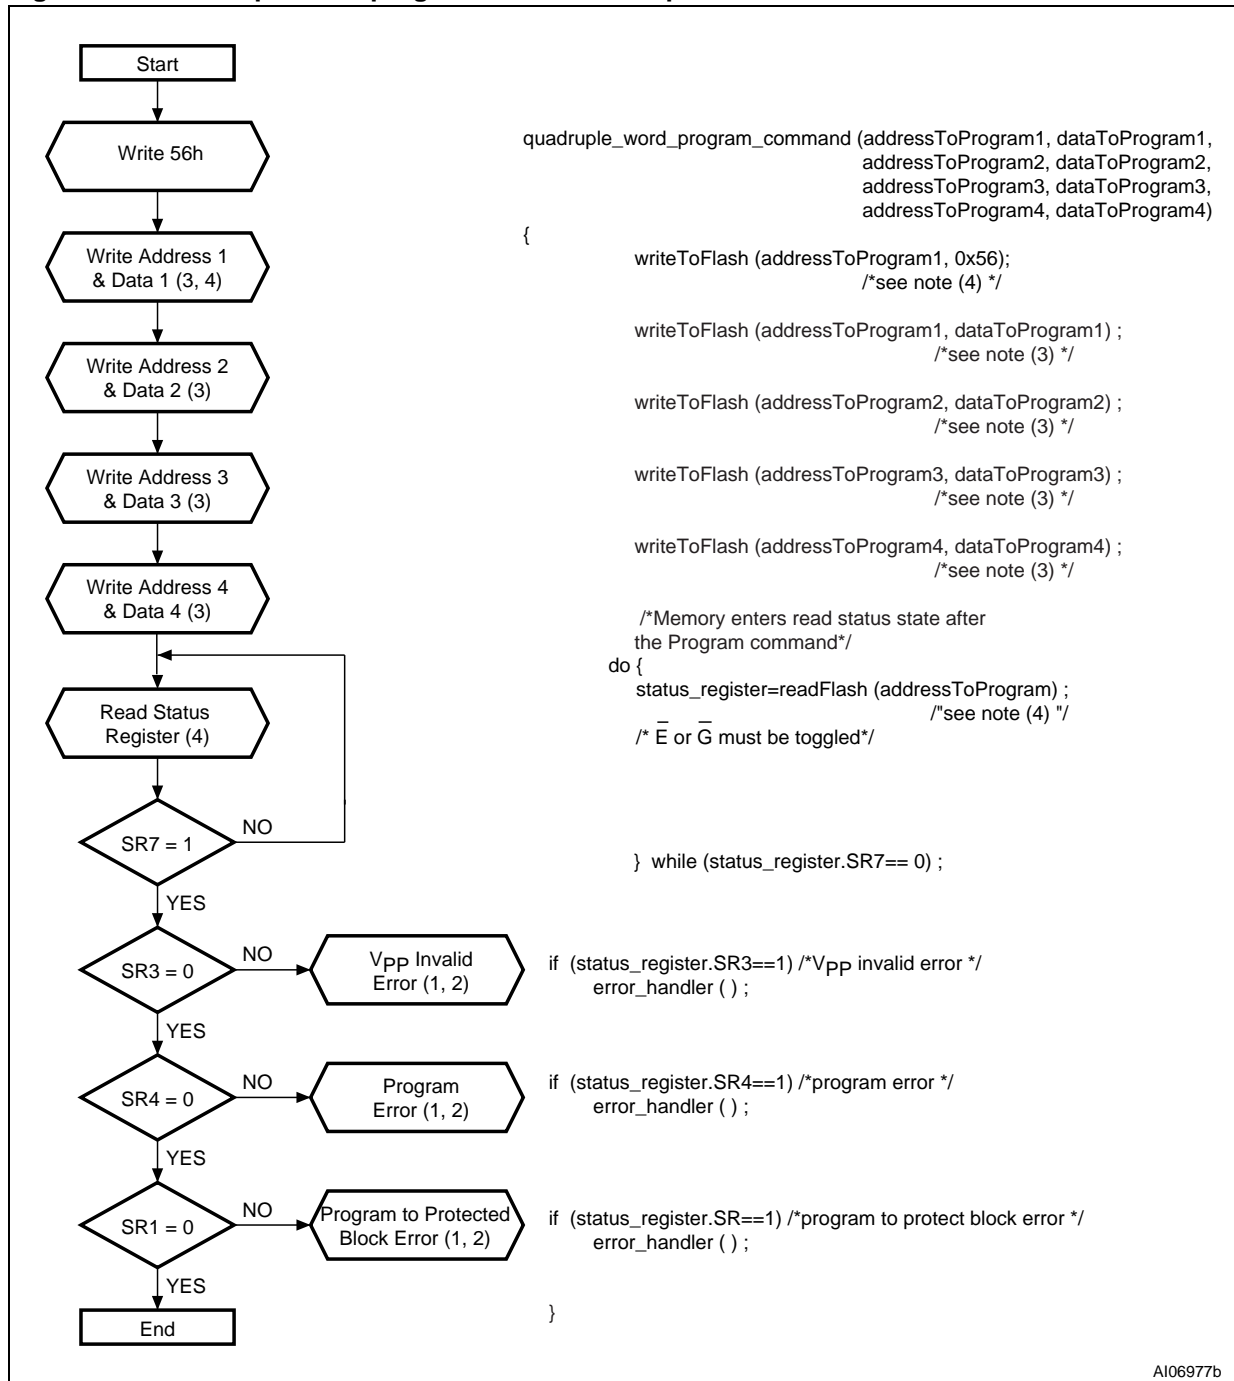 Start
Write 56h
Write Address 1
& Data 1 (3, 4)
Write Address 2
& Data 2 (3)
Write Address 3
& Data 3 (3)
Write Address 4
& Data 4 (3)
Read Status
Register (4)
SR7 = 1
NO
YES
SR3 = 0
NO
VPP Invalid
Error (1, 2)
YES
SR4 = 0
NO
Program
Error (1, 2)
YES
SR1 = 0
NO
Program to Protected
Block Error (1, 2)
YES
End
quadruple_word_program_command (addressToProgram1, dataToProgram1,
addressToProgram2, dataToProgram2,
addressToProgram3, dataToProgram3,
addressToProgram4, dataToProgram4)
{
writeToFlash (addressToProgram1, 0x56);
/*see note (4) */
writeToFlash (addressToProgram1, dataToProgram1) ;
/*see note (3) */
writeToFlash (addressToProgram2, dataToProgram2) ;
/*see note (3) */
writeToFlash (addressToProgram3, dataToProgram3) ;
/*see note (3) */
writeToFlash (addressToProgram4, dataToProgram4) ;
/*see note (3) */
/*Memory enters read status state after
the Program command*/
do {
status_register=readFlash (addressToProgram) ;
/"see note (4) "/
/* E̅ or G̅ must be toggled*/
} while (status_register.SR7== 0) ;
if (status_register.SR3==1) /*VPP invalid error */
error_handler ( ) ;
if (status_register.SR4==1) /*program error */
error_handler ( ) ;
if (status_register.SR==1) /*program to protect block error */
error_handler ( ) ;
}
AI06977b